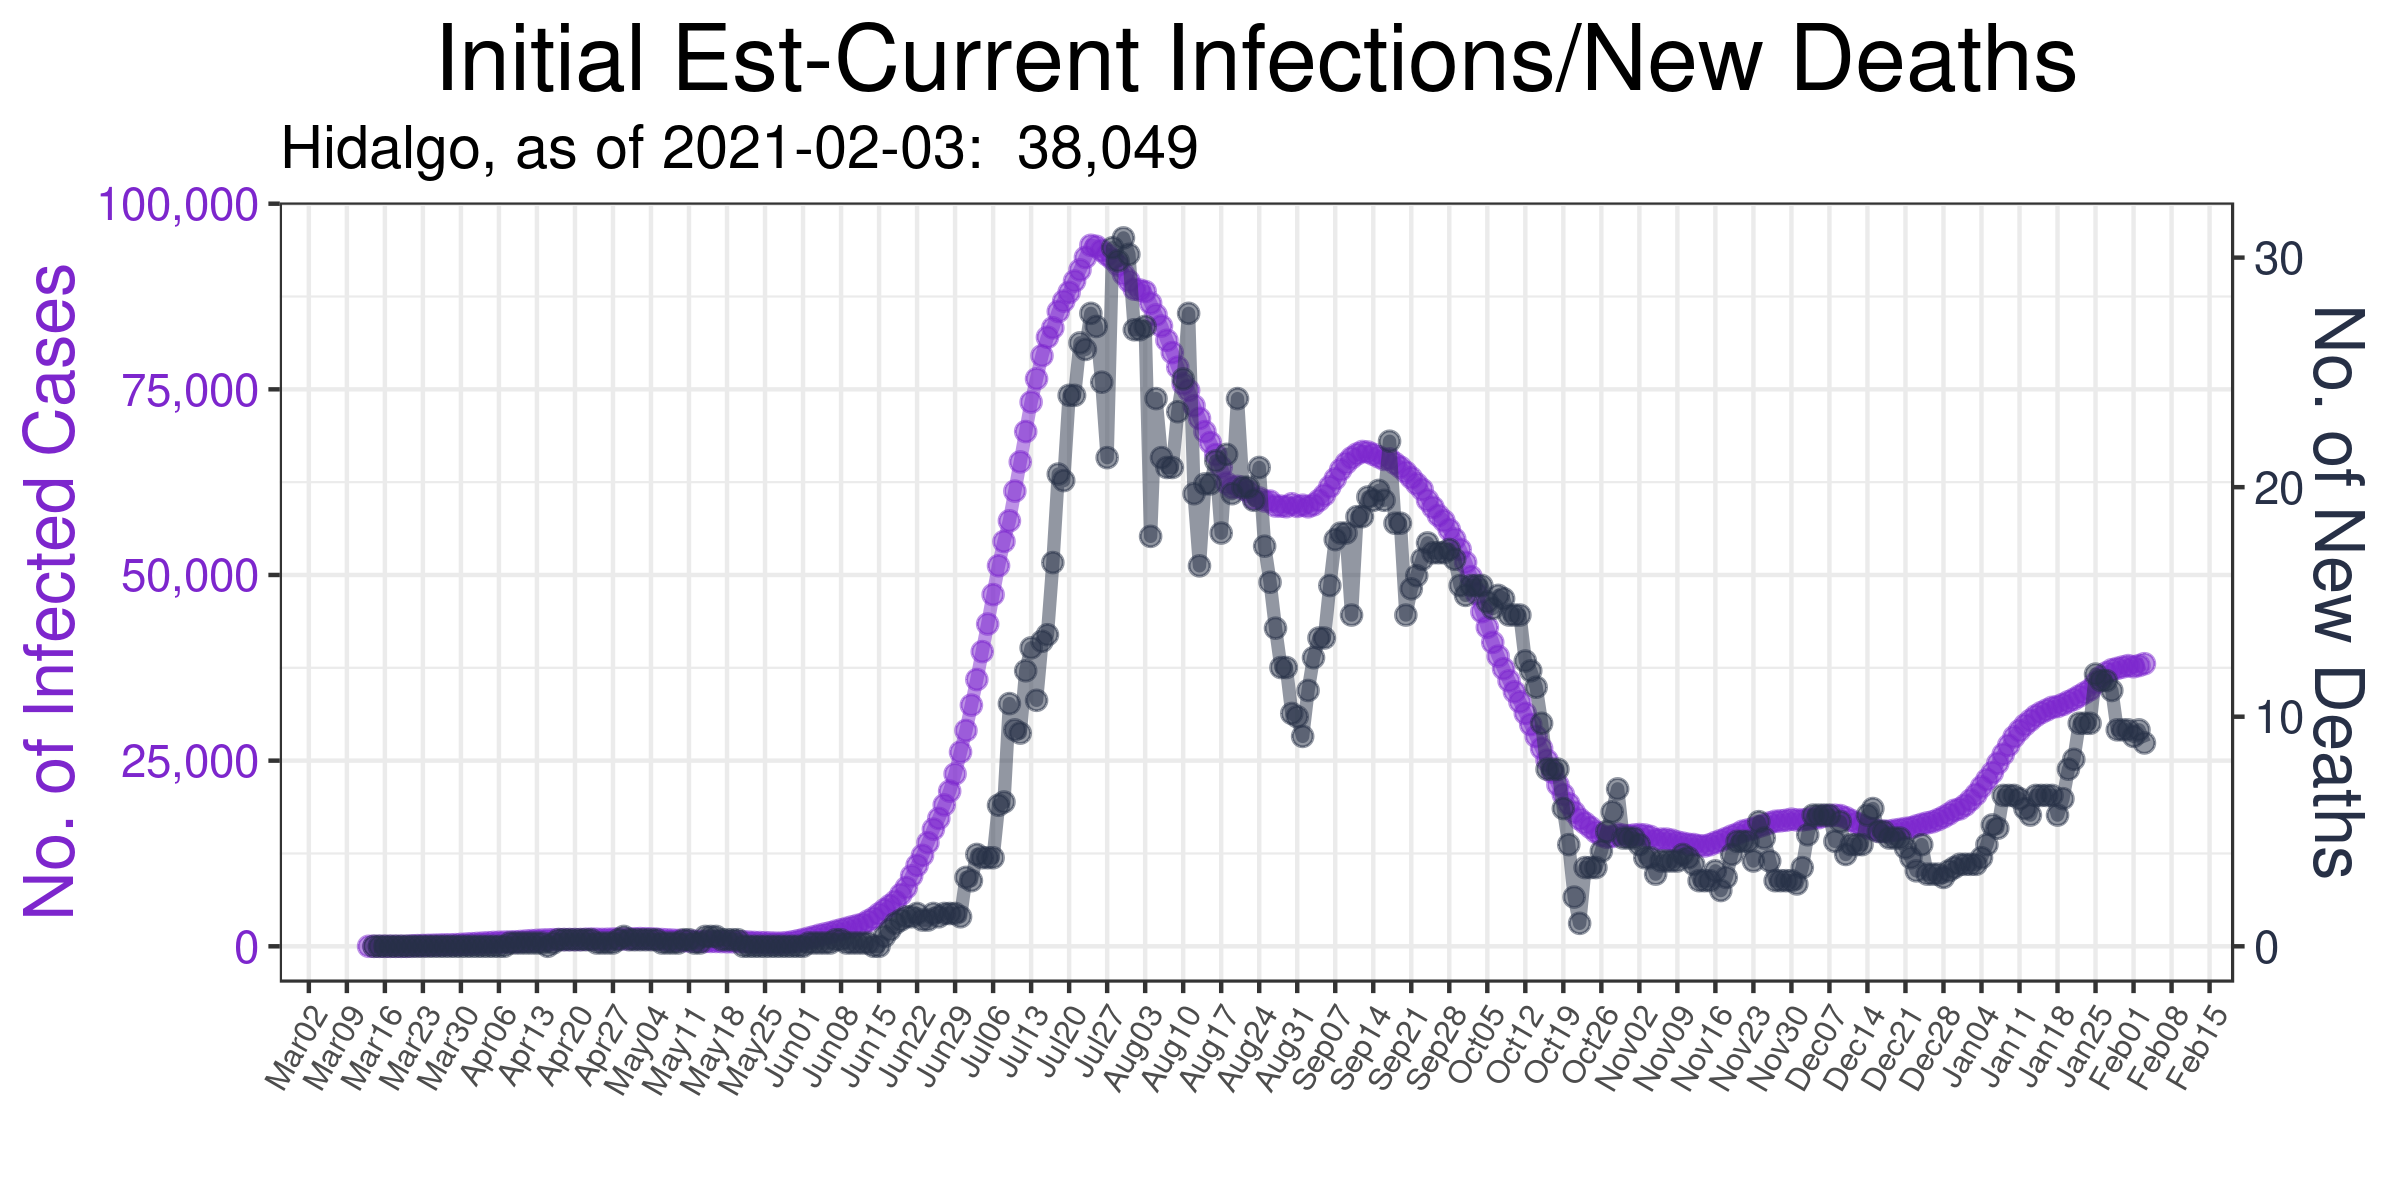 Initial Est-Current Infections/New Deaths
Hidalgo, as of 2021-02-03: 38,049
No. of Infected Cases
100,000
75,000
50,000
25,000
0
30
20
10
0
No. of New Deaths
Mar02 Mar09 Mar16 Mar23 Mar30 Apr06 Apr13 Apr20 Apr27 May04 May11 May18 May25 Jun01 Jun08 Jun15 Jun22 Jun29 Jul06 Jul13 Jul20 Jul27 Aug03 Aug10 Aug17 Aug24 Aug31 Sep07 Sep14 Sep21 Sep28 Oct05 Oct12 Oct19 Oct26 Nov02 Nov09 Nov16 Nov23 Nov30 Dec07 Dec14 Dec21 Dec28 Jan04 Jan11 Jan18 Jan25 Feb01 Feb08 Feb15